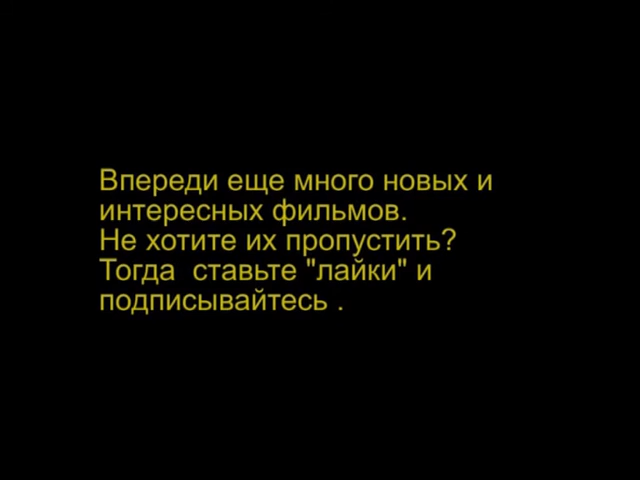 Впереди еще много новых и
интересных фильмов.
Не хотите их пропустить?
Тогда  ставьте "лайки" и
подписывайтесь .